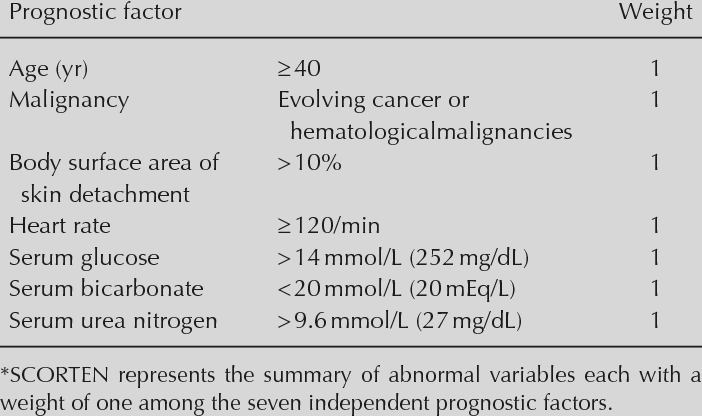 Prognostic factor Weight
Age (yr) ≥40 1
Malignancy Evolving cancer or 1
hematologicalmalignancies
Body surface area of >10% 1
skin detachment
Heart rate ≥120/min 1
Serum glucose >14 mmol/L (252 mg/dL) 1
Serum bicarbonate <20 mmol/L (20 mEq/L) 1
Serum urea nitrogen >9.6 mmol/L (27 mg/dL) 1
*SCORTEN represents the summary of abnormal variables each with a
weight of one among the seven independent prognostic factors.